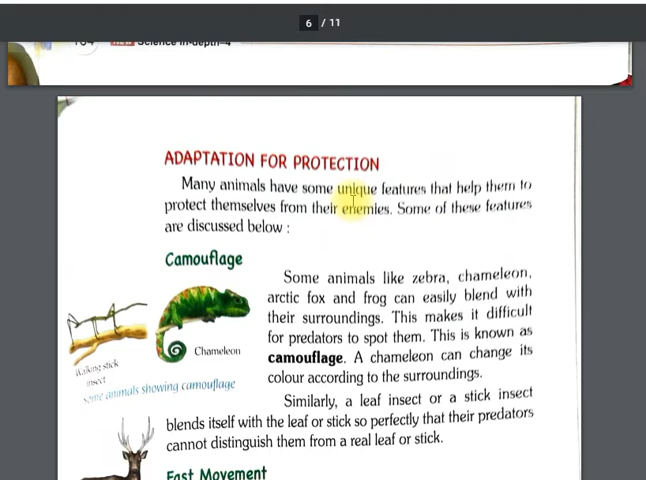 6 / 11
Science In-depth-4
ADAPTATION FOR PROTECTION
Many animals have some unique features that help them to
protect themselves from their enemies. Some of these features
are discussed below :
Camouflage
Some animals like zebra, chameleon,
arctic fox and frog can easily blend with
their surroundings. This makes it difficult
for predators to spot them. This is known as
camouflage. A chameleon can change its
colour according to the surroundings.
Chameleon
Walking stick
insect
some animals showing camouflage
Similarly, a leaf insect or a stick insect
blends itself with the leaf or stick so perfectly that their predators
cannot distinguish them from a real leaf or stick.
Fast Movement